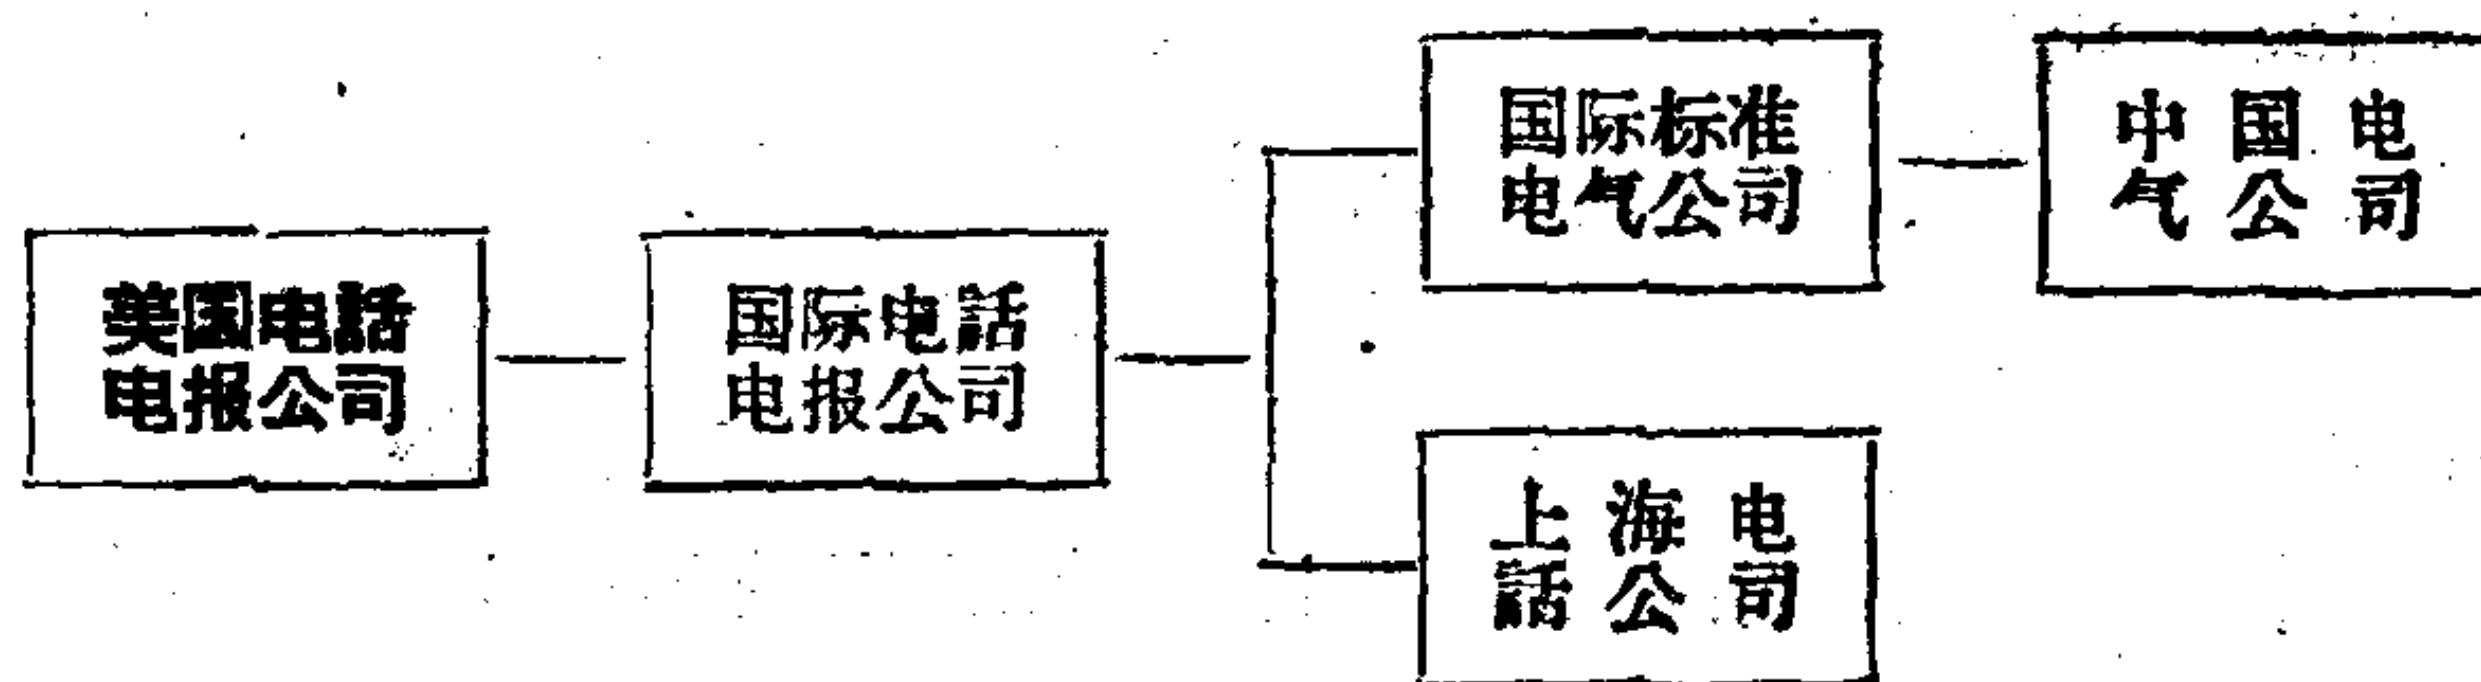 美国电話
电报公司
国际电話
电报公司
国际标准
电气公司
中国电
气公司
上海电
話公司